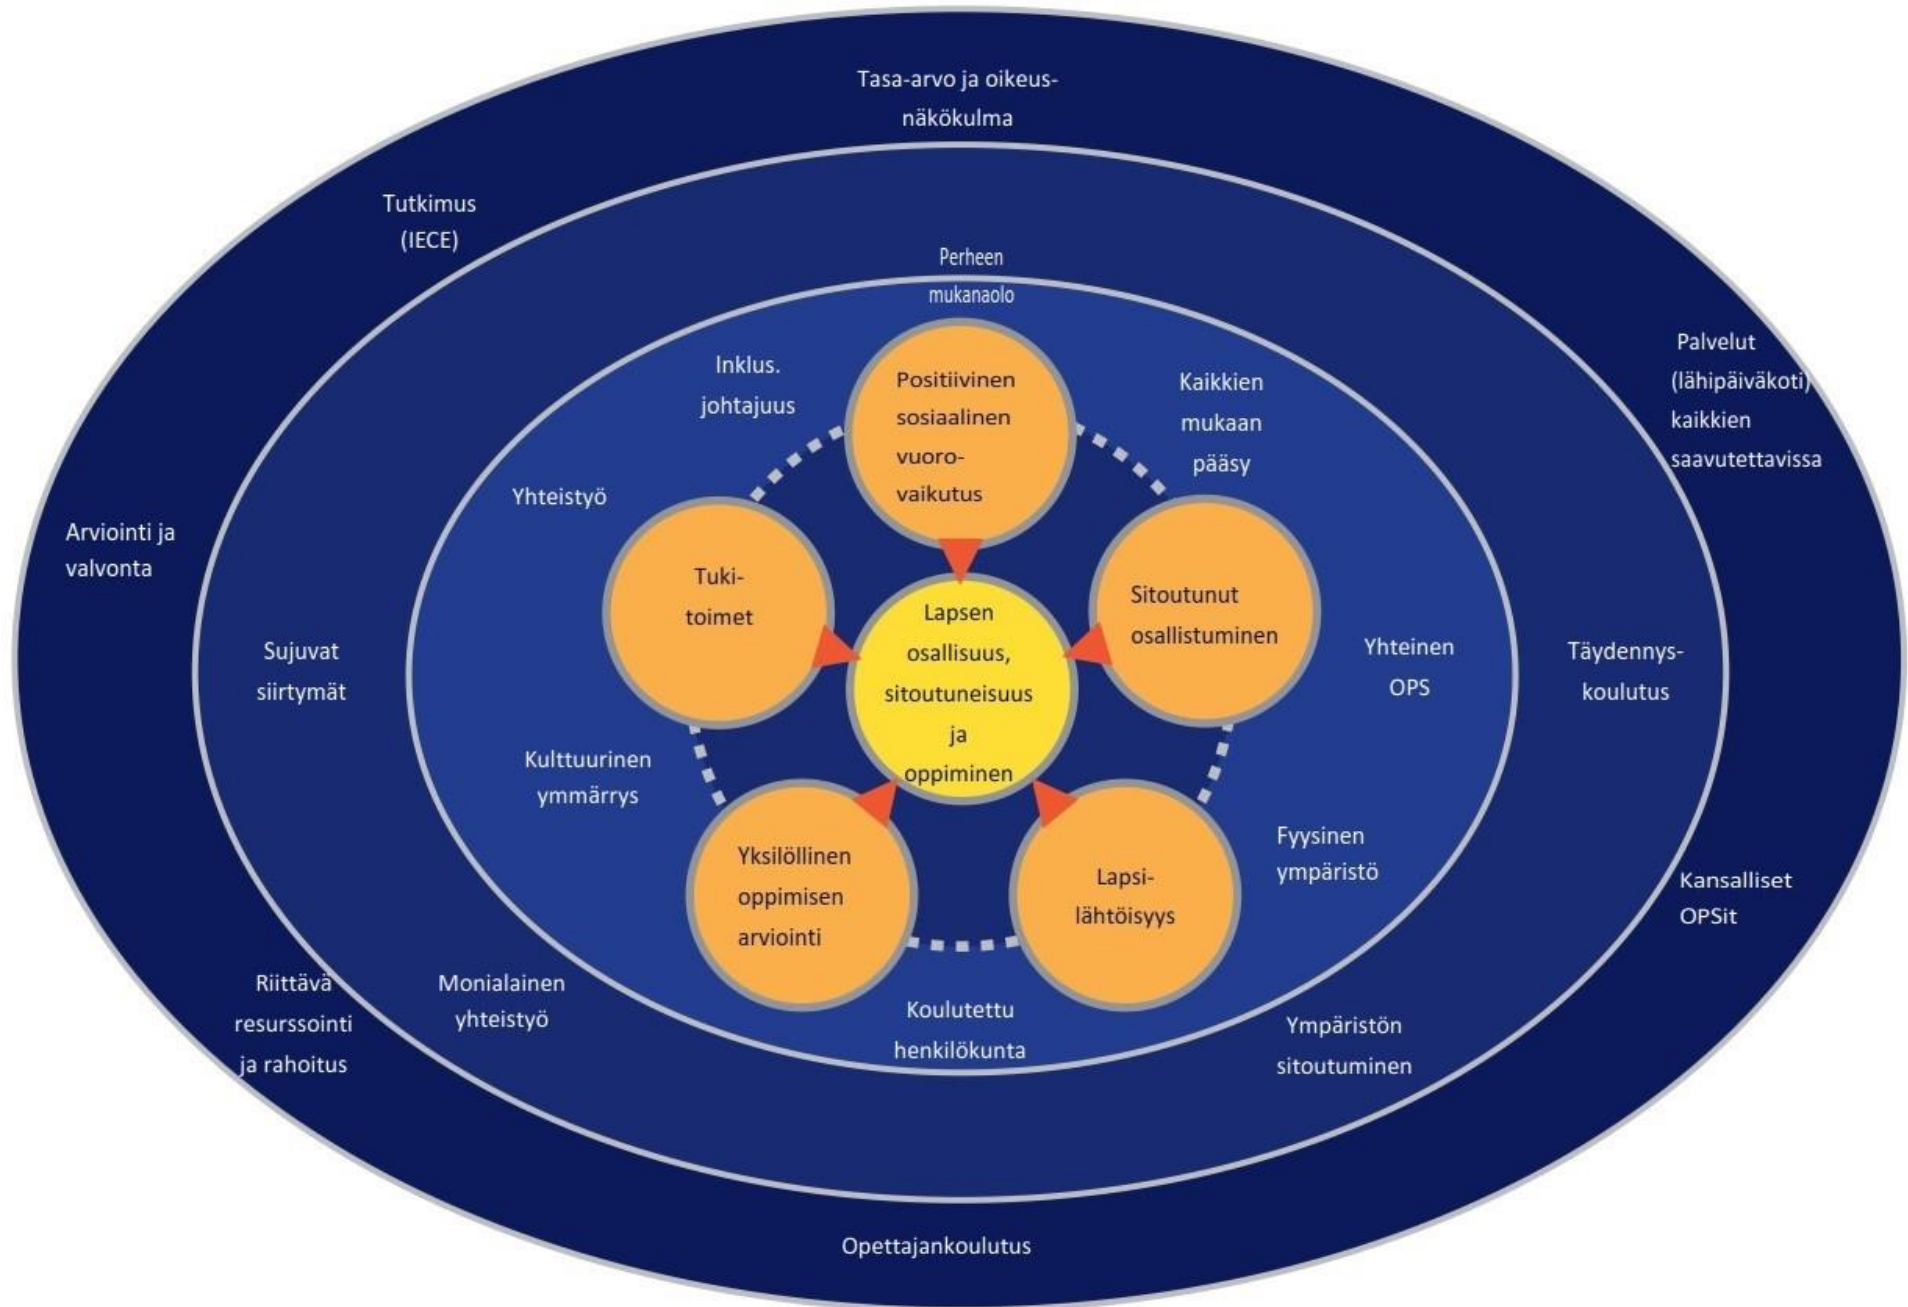 Tasa-arvo ja oikeus-
näkökulma
Tutkimus
(IECE)
Perheen
mukanaolo
Palvelut
(lähipäiväkoti)
kaikkien
saavutettavissa
Inklus.
johtajuus
Positiivinen
sosiaalinen
vuoro-
vaikutus
Kaikkien
mukaan
pääsy
Yhteistyö
Arviointi ja
valvonta
Tuki-
toimet
Lapsen
osallisuus,
sitoutuneisuus
ja
oppiminen
Sitoutunut
osallistuminen
Sujuvat
siirtymät
Yhteinen
OPS
Täydennys-
koulutus
Kulttuurinen
ymmärrys
Yksilöllinen
oppimisen
arviointi
Lapsi-
lähtöisyys
Fyysinen
ympäristö
Kansalliset
OPSit
Riittävä
resurssointi
ja rahoitus
Monialainen
yhteistyö
Koulutettu
henkilökunta
Ympäristön
sitoutuminen
Opettajankoulutus